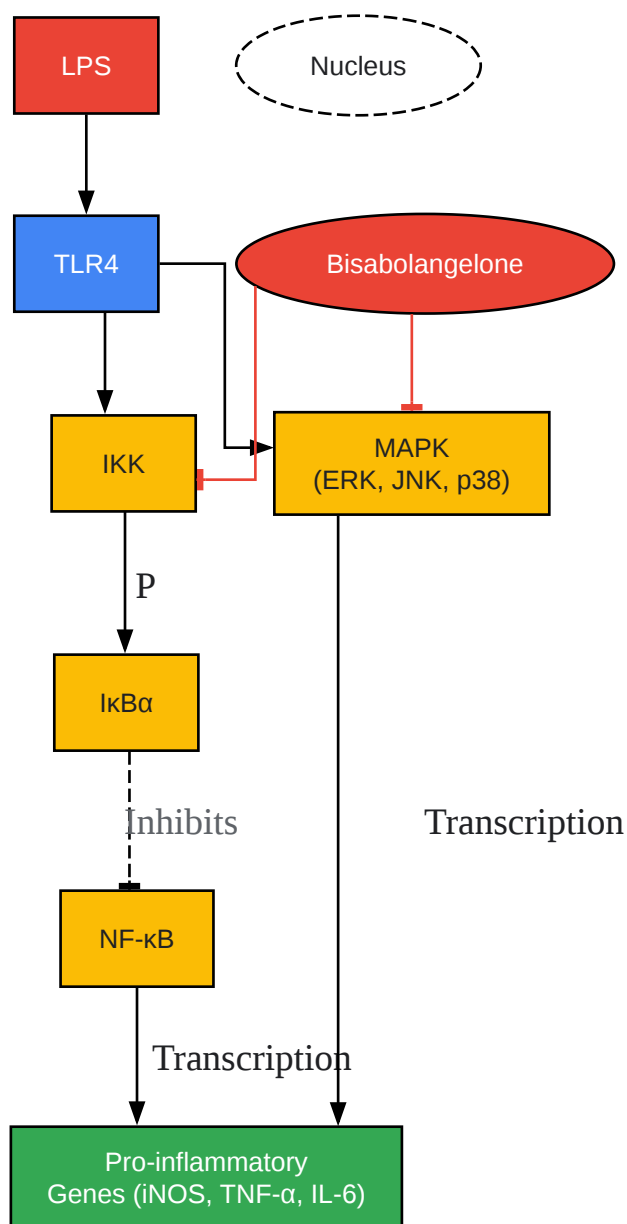 LPS
Nucleus
TLR4
Bisabolangelone
IKK
MAPK
(ERK, JNK, p38)
P
IκBα
Inhibits
Transcription
NF-κB
Transcription
Pro-inflammatory
Genes (iNOS, TNF-α, IL-6)